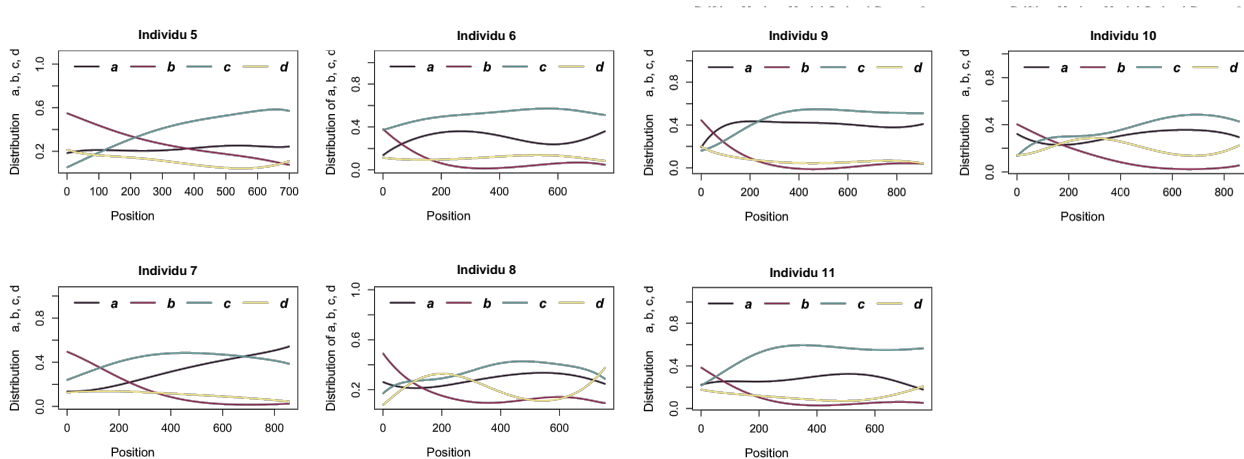 Individu 5
Distribution a, b, c, d
a b c d
1.0
0.6
0.2
0 100 200 300 400 500 600 700
Position
Individu 6
Distribution of a, b, c, d
a b c d
0.8
0.4
0.0
0 200 400 600
Position
Individu 9
Distribution a, b, c, d
a b c d
0.8
0.4
0.0
0 200 400 600 800
Position
Individu 10
Distribution a, b, c, d
a b c d
0.8
0.4
0.0
0 200 400 600 800
Position
Individu 7
Distribution a, b, c, d
a b c d
0.8
0.4
0.0
0 200 400 600 800
Position
Individu 8
Distribution of a, b, c, d
a b c d
1.0
0.6
0.2
0 200 400 600
Position
Individu 11
Distribution a, b, c, d
a b c d
0.8
0.4
0.0
0 200 400 600
Position